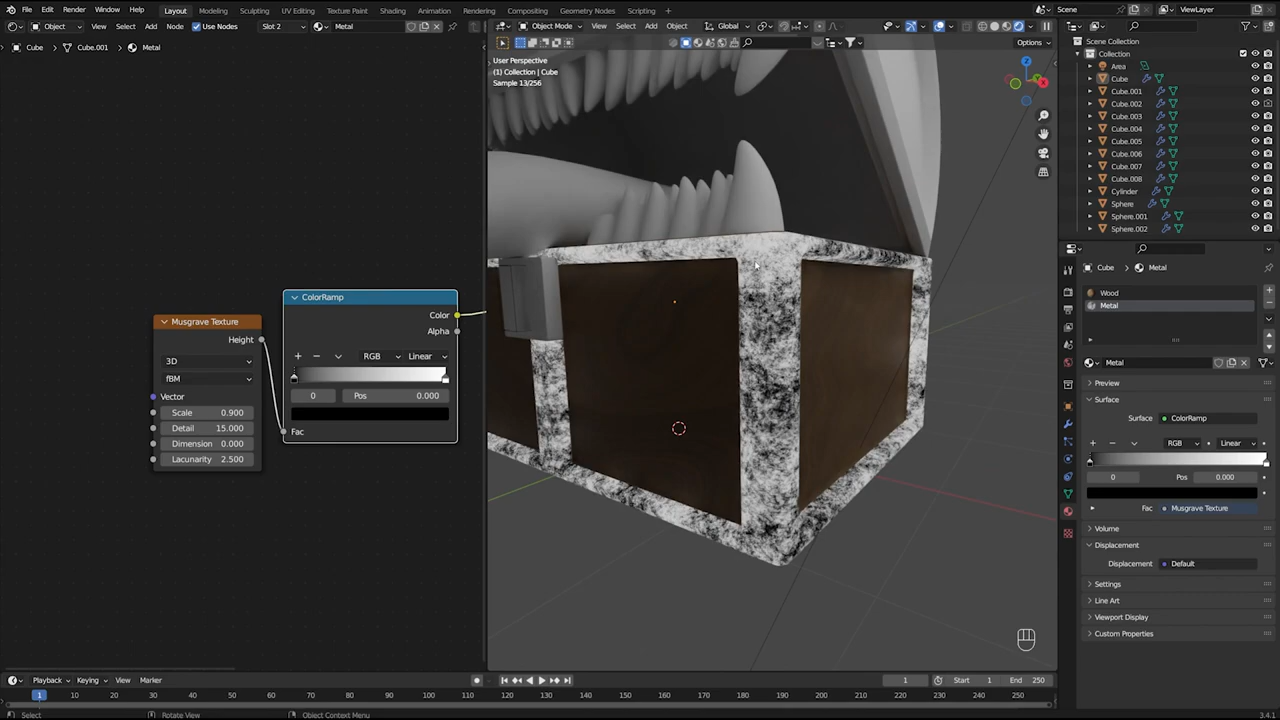 File Edit Render Window Help Layout Modeling Sculpting UV Editing Texture Paint Shading Animation Rendering Compositing Geometry Nodes Scripting Scene ViewLayer
Object View Select Add Node Use Nodes Slot 2 Metal Object Mode View Select Add Object Global
Options
Cube Cube.001 Metal
User Perspective
(1) Collection | Cube
Sample 13/256
Scene Collection
Collection
Area
Cube
Cube.001
Cube.002
Cube.003
Cube.004
Cube.005
Cube.006
Cube.007
Cube.008
Cylinder
Sphere
Sphere.001
Sphere.002
Musgrave Texture
Height
3D
fBM
Vector
Scale 0.900
Detail 15.000
Dimension 0.000
Lacunarity 2.500
ColorRamp
Color
Alpha
RGB Linear
0 Pos 0.000
Fac
Cube Metal
Wood
Metal
Metal
Preview
Surface
Surface ColorRamp
RGB Linear
0 Pos 0.000
Fac Musgrave Texture
Volume
Displacement
Displacement Default
Settings
Line Art
Viewport Display
Custom Properties
Playback Keying View Marker 1 Start 1 End 250
1 10 20 30 40 50 60 70 80 90 100 110 120 130 140 150 160 170 180 190 200 210 220 230 240 250
Select Rotate View Object Context Menu 3.4.1